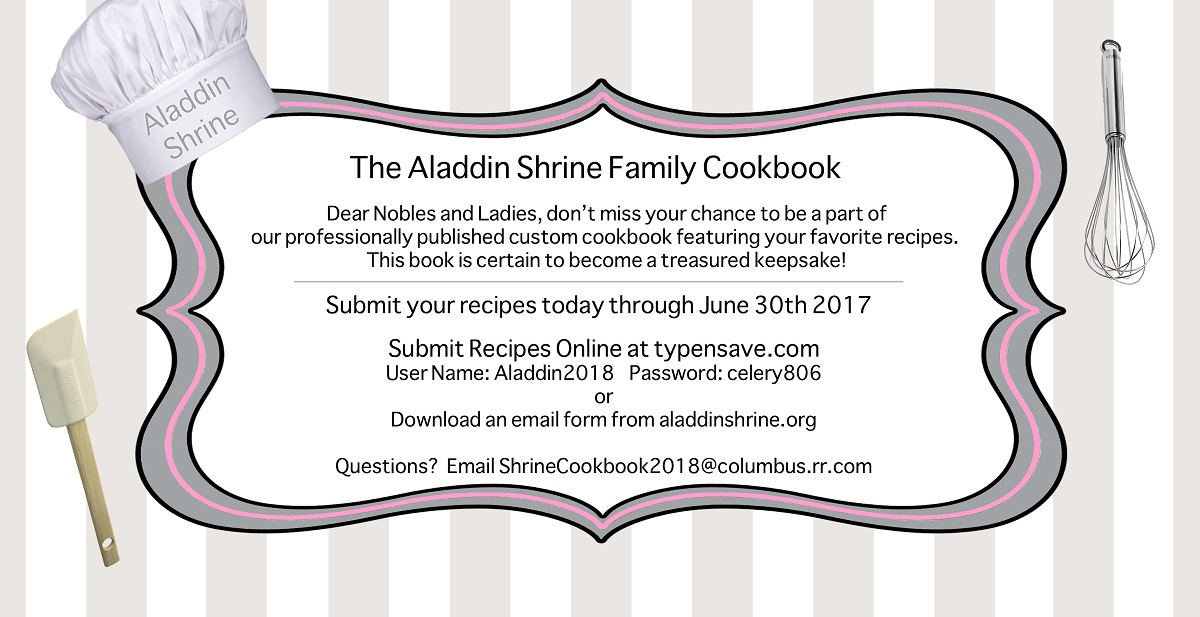 Aladdin
Shrine
The Aladdin Shrine Family Cookbook
Dear Nobles and Ladies, don't miss your chance to be a part of
our professionally published custom cookbook featuring your favorite recipes.
This book is certain to become a treasured keepsake!
Submit your recipes today through June 30th 2017
Submit Recipes Online at typensave.com
User Name: Aladdin2018 Password: celery806
or
Download an email form from aladdinshrine.org
Questions? Email ShrineCookbook2018@columbus.rr.com